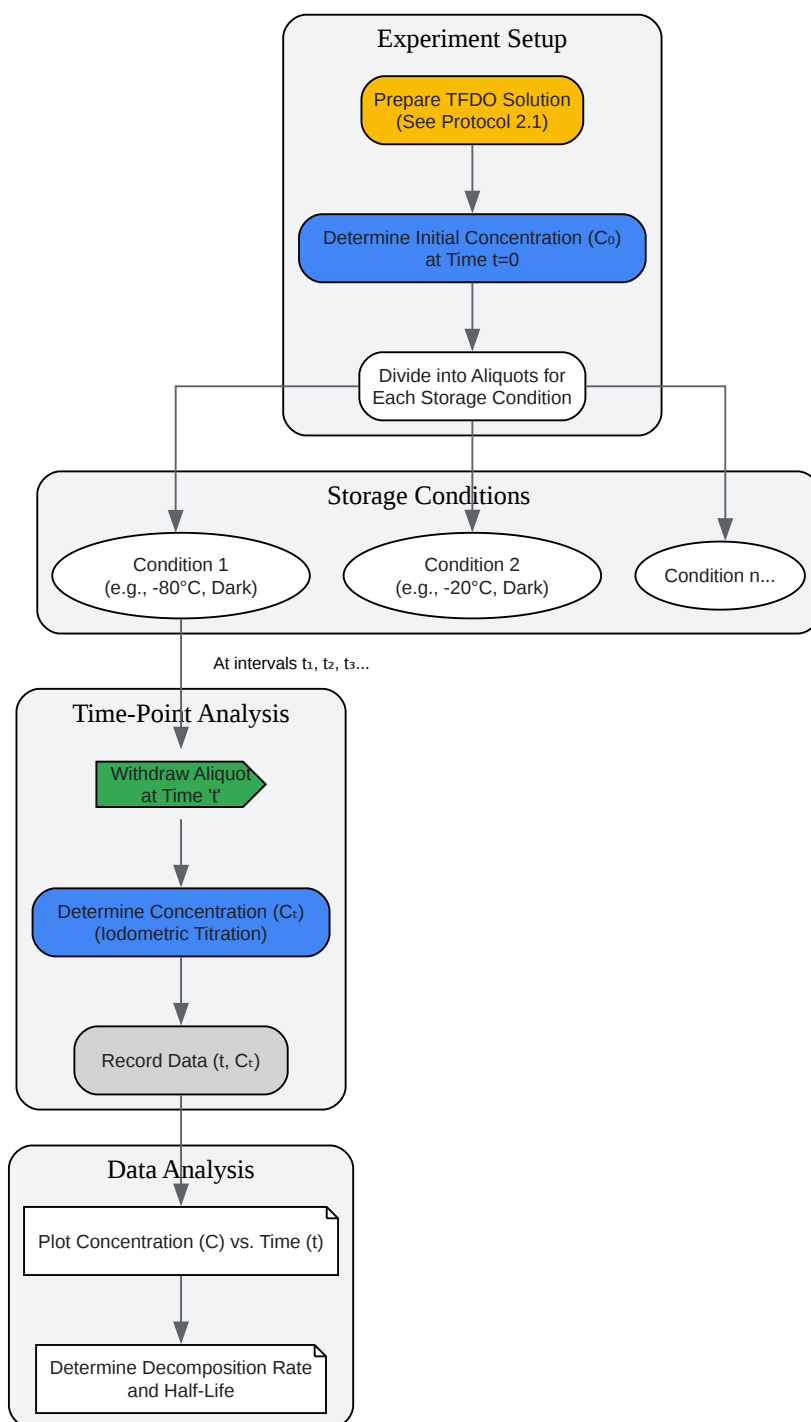 Experiment Setup
Prepare TFDO Solution
(See Protocol 2.1)
Determine Initial Concentration (C₀)
at Time t=0
Divide into Aliquots for
Each Storage Condition
Storage Conditions
Condition 1
(e.g., -80°C, Dark)
Condition 2
(e.g., -20°C, Dark)
Condition n...
At intervals t₁, t₂, t₃...
Time-Point Analysis
Withdraw Aliquot
at Time 't'
Determine Concentration (Cₜ)
(Iodometric Titration)
Record Data (t, Cₜ)
Data Analysis
Plot Concentration (C) vs. Time (t)
Determine Decomposition Rate
and Half-Life